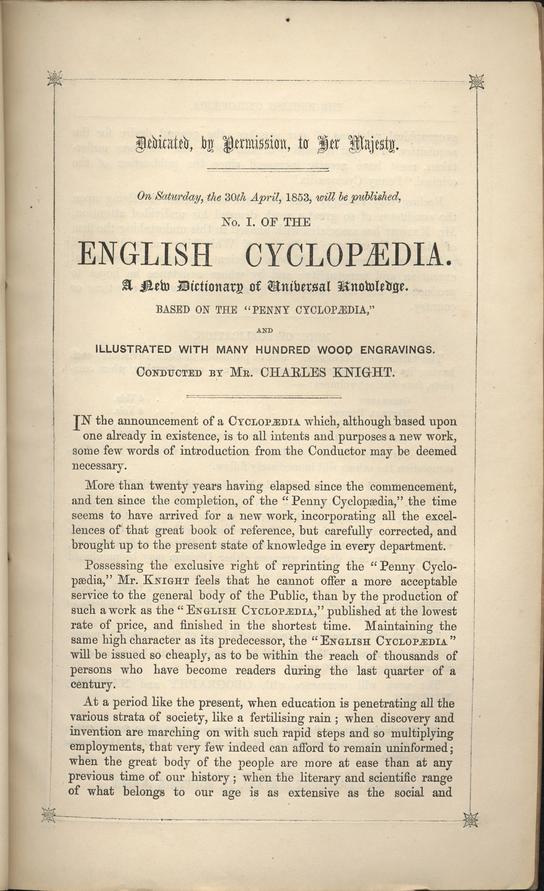 Dedicated, by Permission, to Her Majesty.
On Saturday, the 30th April, 1853, will be published,
No. I. OF THE
ENGLISH CYCLOPÆDIA.
A New Dictionary of Universal Knowledge.
BASED ON THE "PENNY CYCLOPÆDIA,"
AND
ILLUSTRATED WITH MANY HUNDRED WOOD ENGRAVINGS.
CONDUCTED BY MR. CHARLES KNIGHT.
IN the announcement of a CYCLOPÆDIA which, although based upon
one already in existence, is to all intents and purposes a new work,
some few words of introduction from the Conductor may be deemed
necessary.
More than twenty years having elapsed since the commencement,
and ten since the completion, of the "Penny Cyclopædia," the time
seems to have arrived for a new work, incorporating all the excel-
lences of that great book of reference, but carefully corrected, and
brought up to the present state of knowledge in every department.
Possessing the exclusive right of reprinting the "Penny Cyclo-
pædia," Mr. KNIGHT feels that he cannot offer a more acceptable
service to the general body of the Public, than by the production of
such a work as the "ENGLISH CYCLOPÆDIA," published at the lowest
rate of price, and finished in the shortest time. Maintaining the
same high character as its predecessor, the "ENGLISH CYCLOPÆDIA"
will be issued so cheaply, as to be within the reach of thousands of
persons who have become readers during the last quarter of a
century.
At a period like the present, when education is penetrating all the
various strata of society, like a fertilising rain; when discovery and
invention are marching on with such rapid steps and so multiplying
employments, that very few indeed can afford to remain uninformed;
when the great body of the people are more at ease than at any
previous time of our history; when the literary and scientific range
of what belongs to our age is as extensive as the social and